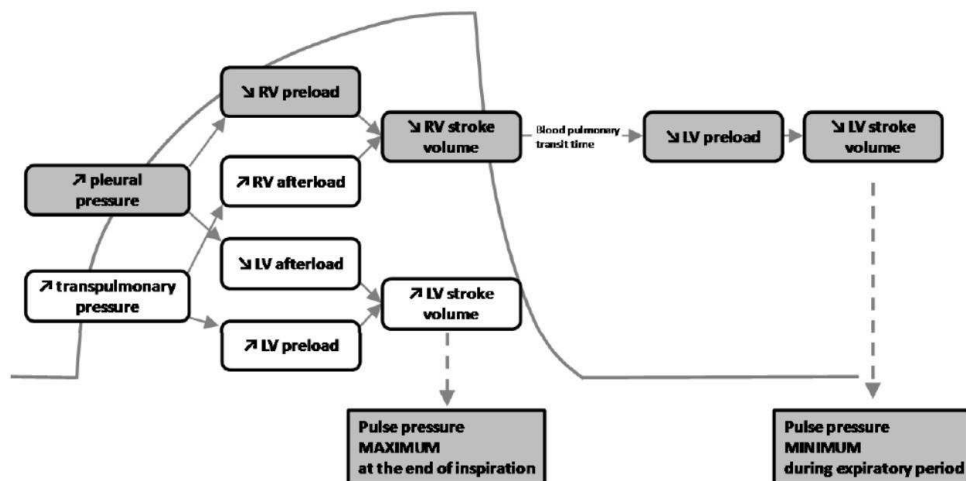 ↘ RV preload
↘ RV stroke
volume
Blood pulmonary
transit time
↘ LV preload
↘ LV stroke
volume
↗ pleural
pressure
↗ RV afterload
↘ LV afterload
↗ transpulmonary
pressure
↗ LV stroke
volume
↗ LV preload
Pulse pressure
MAXIMUM
at the end of inspiration
Pulse pressure
MINIMUM
during expiratory period